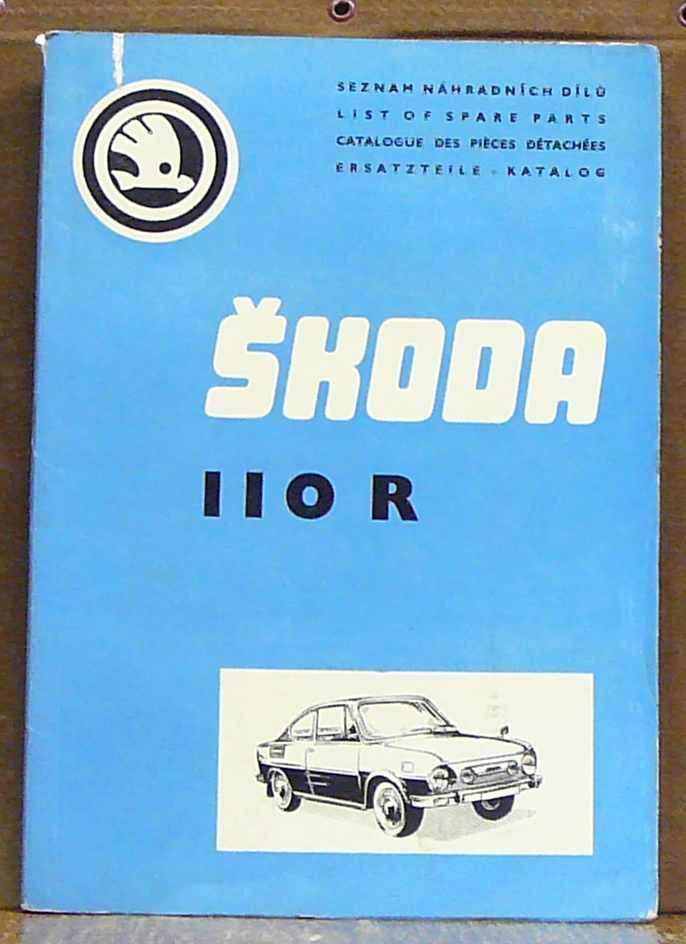 SEZNAM NÁHRADNÍCH DÍLŮ
LIST OF SPARE PARTS
CATALOGUE DES PIÈCES DÉTACHÉES
ERSATZTEILE - KATALOG
ŠKODA
110 R